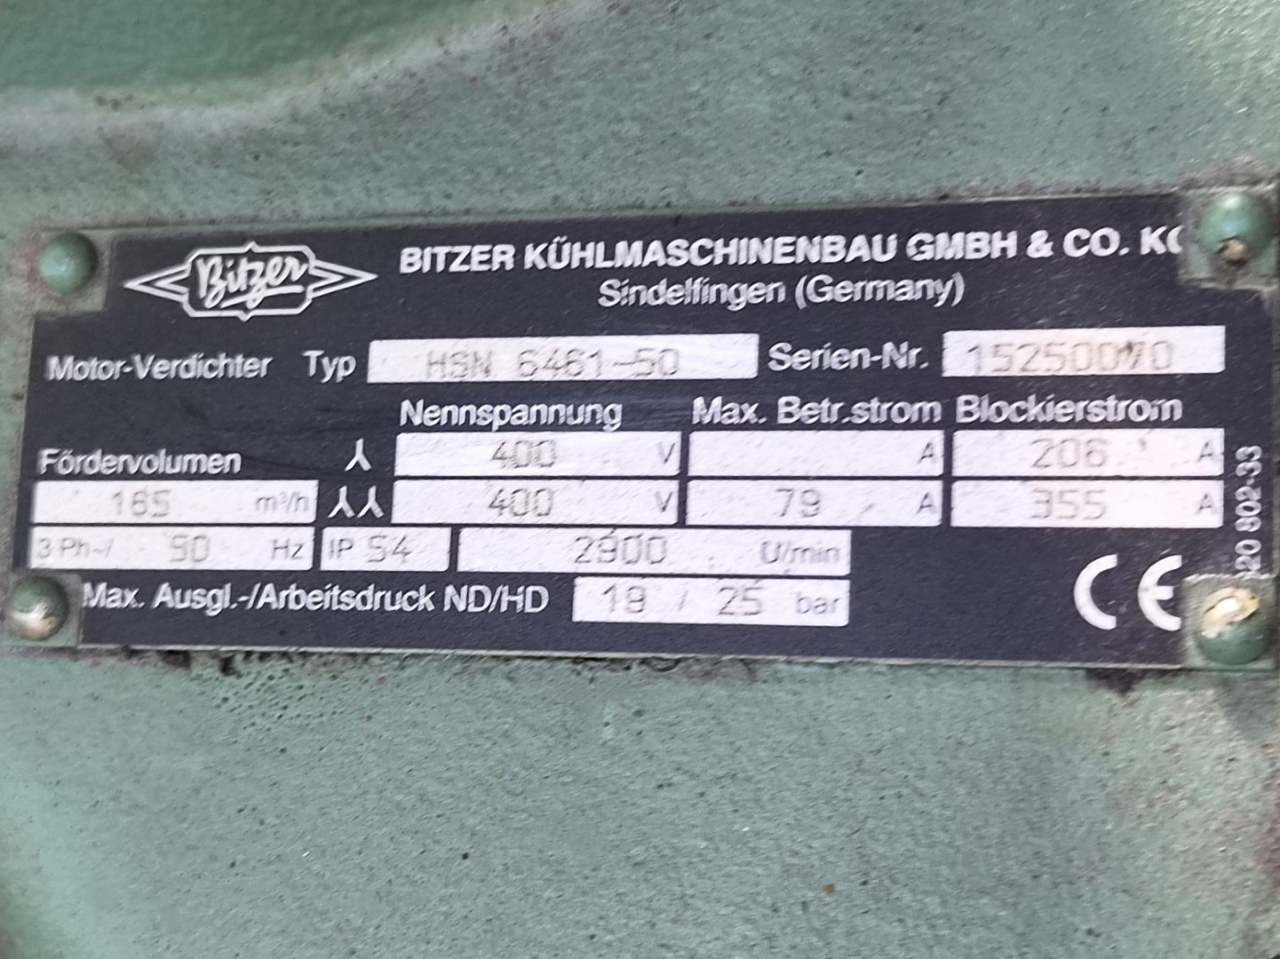 Bitzer
BITZER KÜHLMASCHINENBAU GMBH & CO. KG
Sindelfingen (Germany)
Motor-Verdichter Typ HSN 6461-50 Serien-Nr. 15250070
Nennspannung Max. Betr.strom Blockierstrom
Fördervolumen 400 V A 206 A
165 m³/h 400 V 79 A 355 A
3 Ph~/ 50 Hz IP 54 2900 U/min
Max. Ausgl.-/Arbeitsdruck ND/HD 19 / 25 bar
CE
802-33